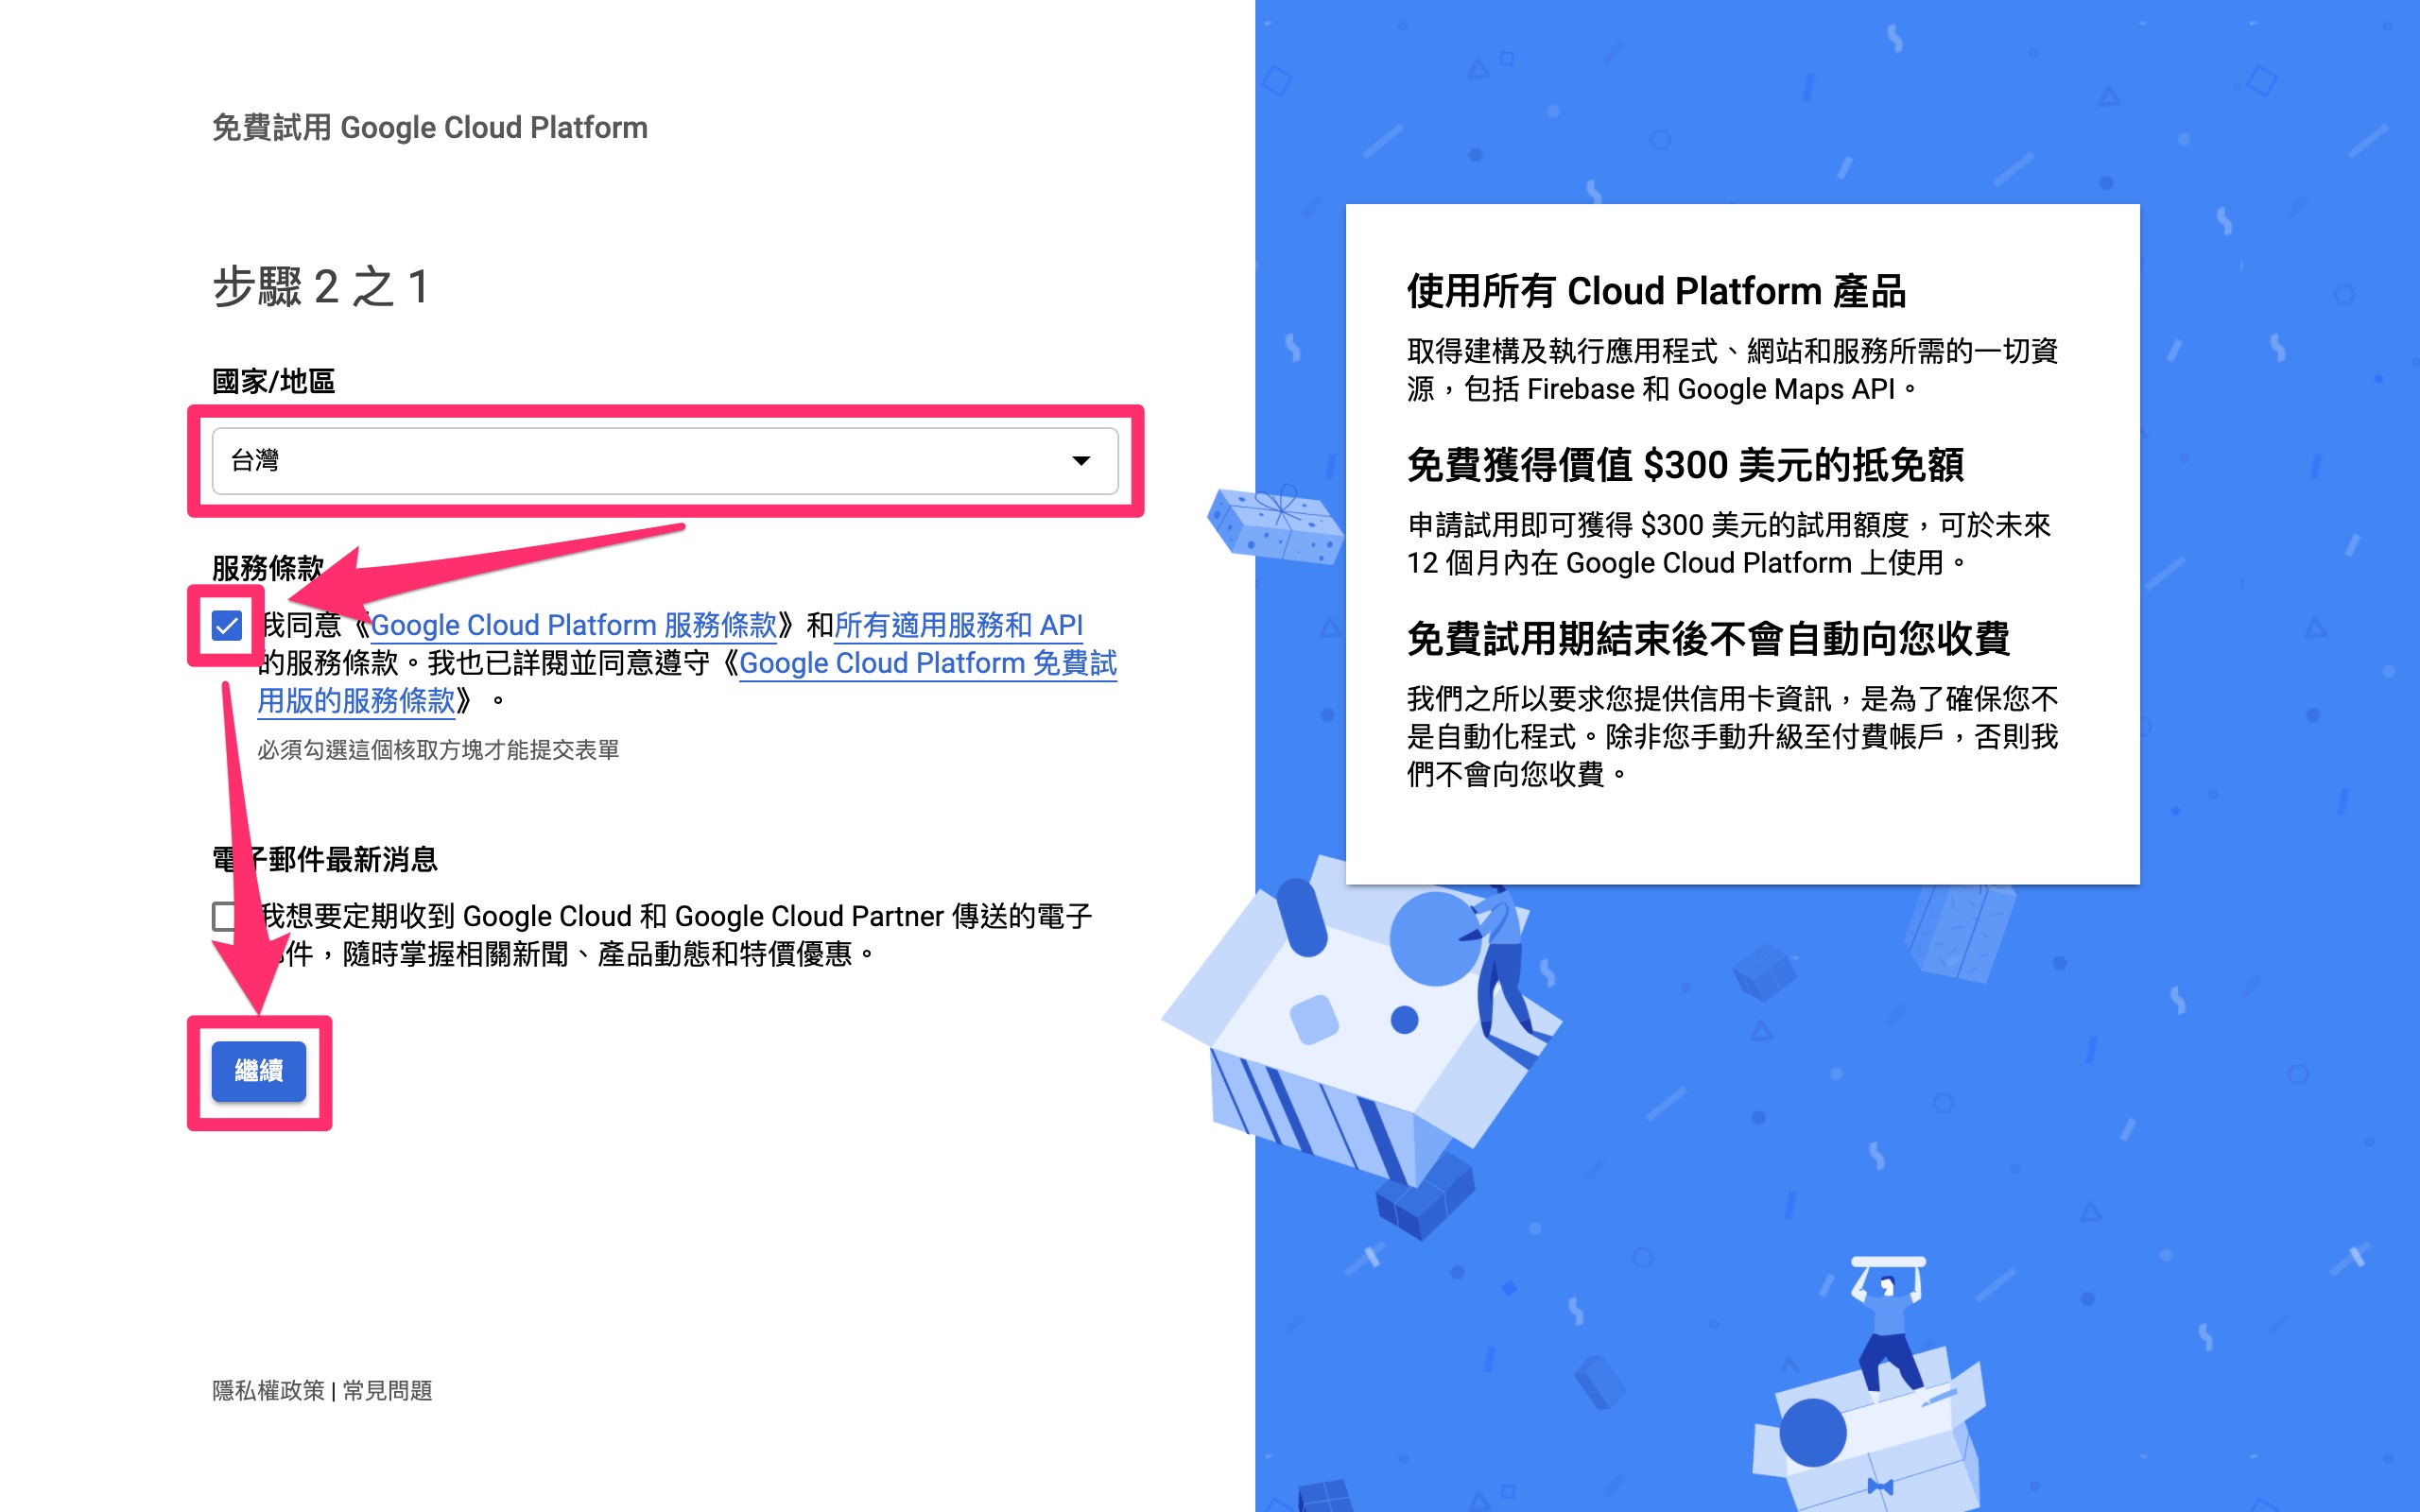 免費試用 Google Cloud Platform
步驟 2 之 1
國家/地區
台灣
服務條款
我同意《Google Cloud Platform 服務條款》和所有適用服務和 API
的服務條款。我也已詳閱並同意遵守《Google Cloud Platform 免費試
用版的服務條款》。
必須勾選這個核取方塊才能提交表單
電子郵件最新消息
我想要定期收到 Google Cloud 和 Google Cloud Partner 傳送的電子
郵件，隨時掌握相關新聞、產品動態和特價優惠。
繼續
隱私權政策 | 常見問題
使用所有 Cloud Platform 產品
取得建構及執行應用程式、網站和服務所需的一切資
源，包括 Firebase 和 Google Maps API。
免費獲得價值 $300 美元的抵免額
申請試用即可獲得 $300 美元的試用額度，可於未來
12 個月內在 Google Cloud Platform 上使用。
免費試用期結束後不會自動向您收費
我們之所以要求您提供信用卡資訊，是為了確保您不
是自動化程式。除非您手動升級至付費帳戶，否則我
們不會向您收費。